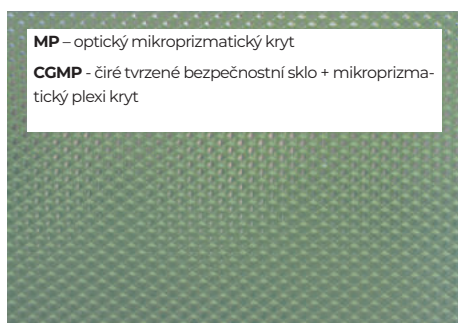 MP – optický mikroprizmatický kryt
CGMP - čiré tvrzené bezpečnostní sklo + mikroprizma-
tický plexi kryt